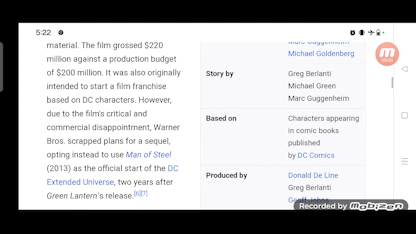 5:22
material. The film grossed $220
million against a production budget
of $200 million. It was also originally
intended to start a film franchise
based on DC characters. However,
due to the film's critical and
commercial disappointment, Warner
Bros. scrapped plans for a sequel,
opting instead to use Man of Steel
(2013) as the official start of the DC
Extended Universe, two years after
Green Lantern's release.[6][7]
Marc Guggenheim
Michael Goldenberg
Story by
Greg Berlanti
Michael Green
Marc Guggenheim
Based on
Characters appearing
in comic books
published
by DC Comics
Produced by
Donald De Line
Greg Berlanti
Geoff Johns
Recorded by mobizen